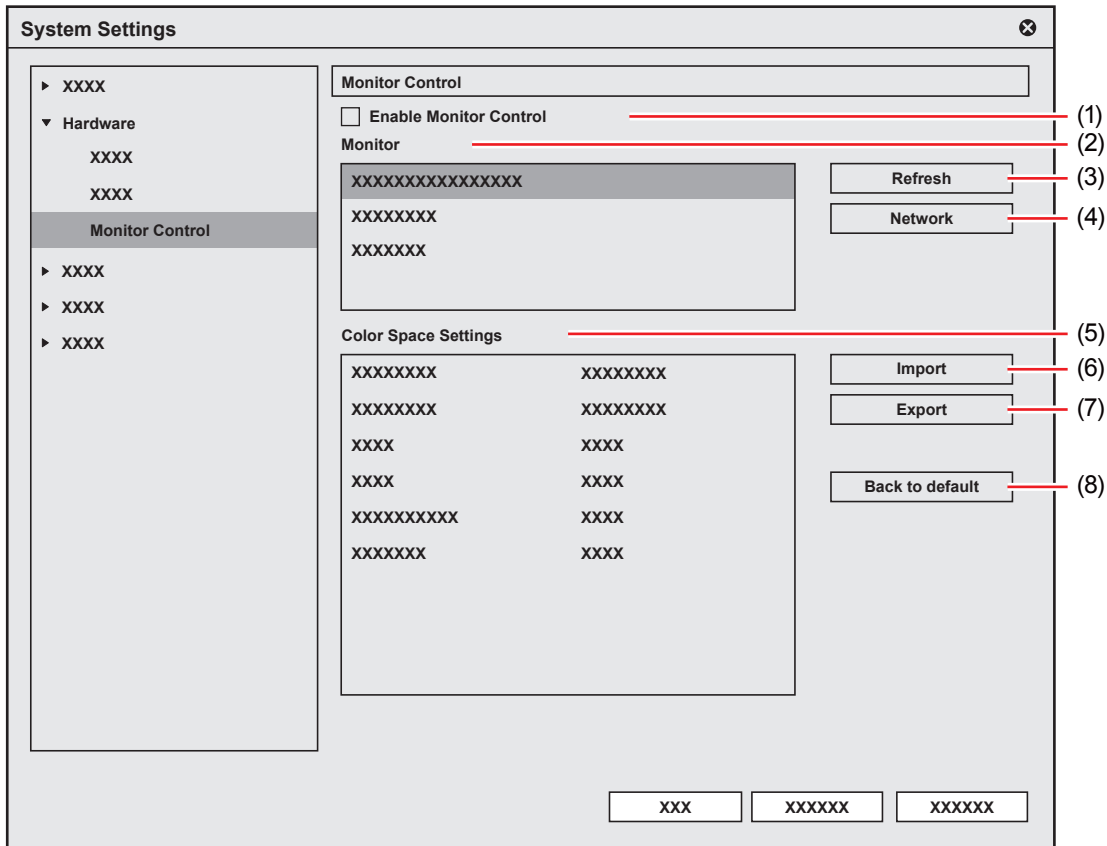 System Settings
XXXX
Hardware
XXXX
XXXX
Monitor Control
XXXX
XXXX
XXXX
Monitor Control
Enable Monitor Control
(1)
Monitor
(2)
XXXXXXXXXXXXXXXX
XXXXXXXX
XXXXXXX
Refresh
(3)
Network
(4)
Color Space Settings
(5)
XXXXXXXX XXXXXXXX
XXXXXXXX XXXXXXXX
XXXX XXXX
XXXX XXXX
XXXXXXXXXX XXXX
XXXXXXX XXXX
Import
(6)
Export
(7)
Back to default
(8)
XXX
XXXXXX
XXXXXX